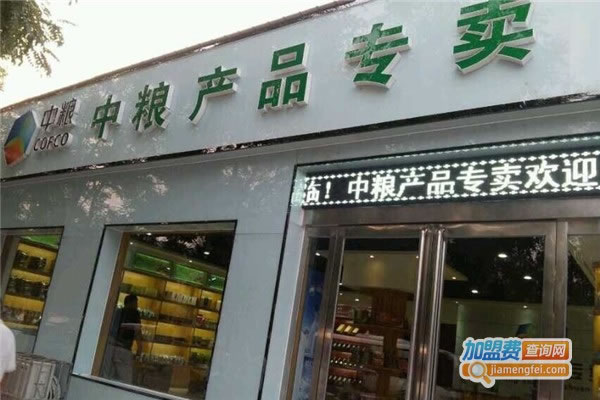 中粮
COFCO
中粮产品专卖
临！中粮产品专卖欢迎
加盟费查询网
jiamengfei.com